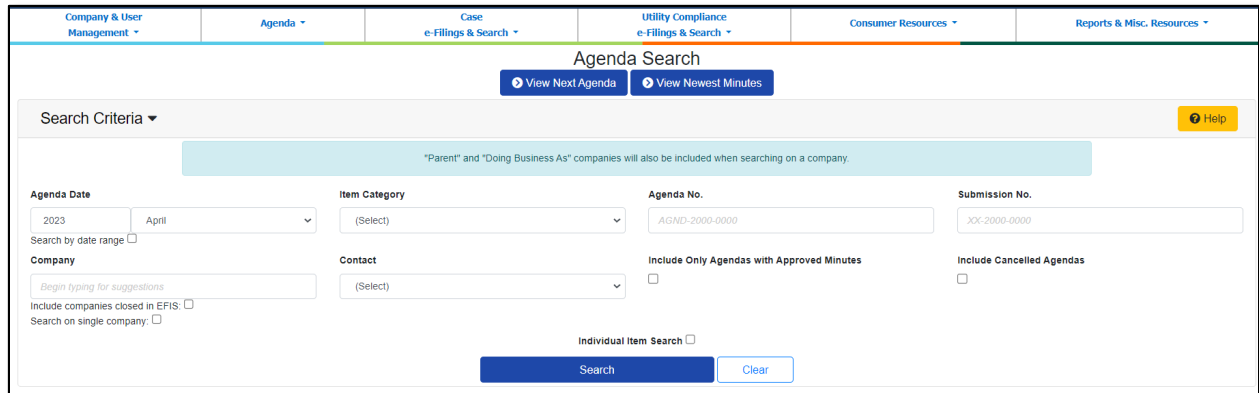 Company & User
Management
Agenda
Case
e-Filings & Search
Utility Compliance
e-Filings & Search
Consumer Resources
Reports & Misc. Resources
Agenda Search
View Next Agenda
View Newest Minutes
Search Criteria
Help
"Parent" and "Doing Business As" companies will also be included when searching on a company.
Agenda Date
Item Category
Agenda No.
Submission No.
2023
April
(Select)
AGND-2000-0000
XX-2000-0000
Search by date range
Company
Contact
Include Only Agendas with Approved Minutes
Include Cancelled Agendas
Begin typing for suggestions
(Select)
Include companies closed in EFIS:
Search on single company:
Individual Item Search
Search
Clear